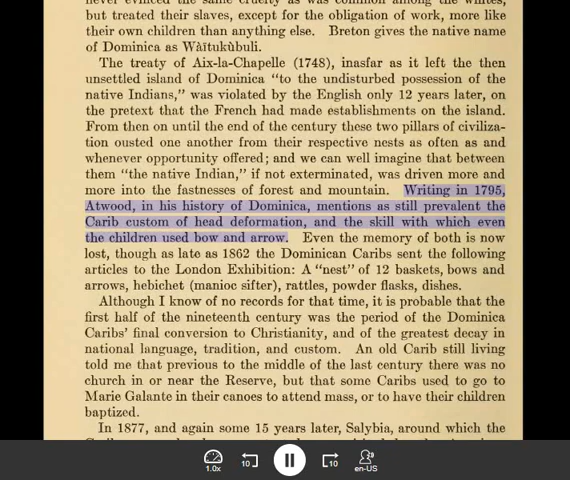 never evinced the same cruelty as was common among the whites,
but treated their slaves, except for the obligation of work, more like
their own children than anything else. Breton gives the native name
of Dominica as Wàitukùbuli.
The treaty of Aix-la-Chapelle (1748), inasfar as it left the then
unsettled island of Dominica “to the undisturbed possession of the
native Indians,” was violated by the English only 12 years later, on
the pretext that the French had made establishments on the island.
From then on until the end of the century these two pillars of civiliza-
tion ousted one another from their respective nests as often as and
whenever opportunity offered; and we can well imagine that between
them “the native Indian,” if not exterminated, was driven more and
more into the fastnesses of forest and mountain. Writing in 1795,
Atwood, in his history of Dominica, mentions as still prevalent the
Carib custom of head deformation, and the skill with which even
the children used bow and arrow. Even the memory of both is now
lost, though as late as 1862 the Dominican Caribs sent the following
articles to the London Exhibition: A “nest” of 12 baskets, bows and
arrows, hebichet (manioc sifter), rattles, powder flasks, dishes.
Although I know of no records for that time, it is probable that the
first half of the nineteenth century was the period of the Dominica
Caribs’ final conversion to Christianity, and of the greatest decay in
national language, tradition, and custom. An old Carib still living
told me that previous to the middle of the last century there was no
church in or near the Reserve, but that some Caribs used to go to
Marie Galante in their canoes to attend mass, or to have their children
baptized.
In 1877, and again some 15 years later, Salybia, around which the
1.0x 10 10 en-US